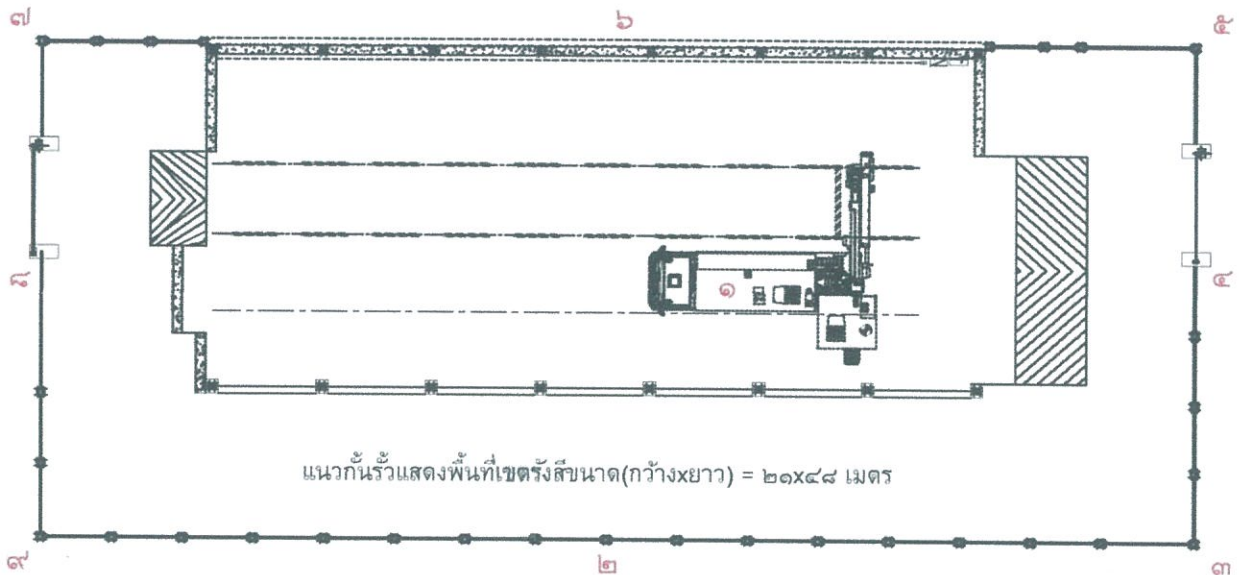 ๗ ๖ ๕
๘ ๑ ๔
แนวกั้นรั้วแสดงพื้นที่เขตรังสีขนาด(กว้างxยาว) = ๒๑x๔๘ เมตร
๙ ๒ ๓